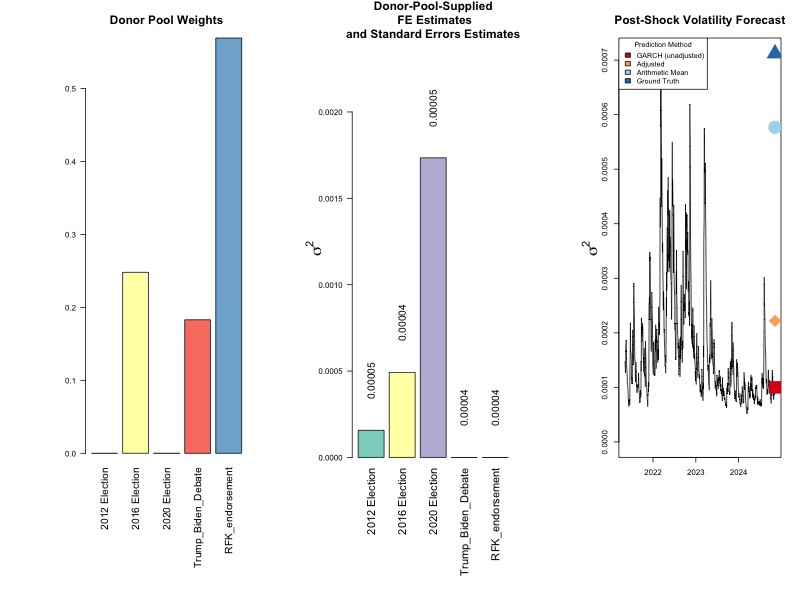 Donor Pool Weights
0.0
0.1
0.2
0.3
0.4
0.5
2012 Election
2016 Election
2020 Election
Trump_Biden_Debate
RFK_endorsement
Donor-Pool-Supplied
FE Estimates
and Standard Errors Estimates
σ²
0.0000
0.0005
0.0010
0.0015
0.0020
0.00005
0.00004
0.00005
0.00004
0.00004
2012 Election
2016 Election
2020 Election
Trump_Biden_Debate
RFK_endorsement
Post-Shock Volatility Forecast
σ²
0.0000
0.0001
0.0002
0.0003
0.0004
0.0005
0.0006
0.0007
Prediction Method
GARCH (unadjusted)
Adjusted
Arithmetic Mean
Ground Truth
2022
2023
2024